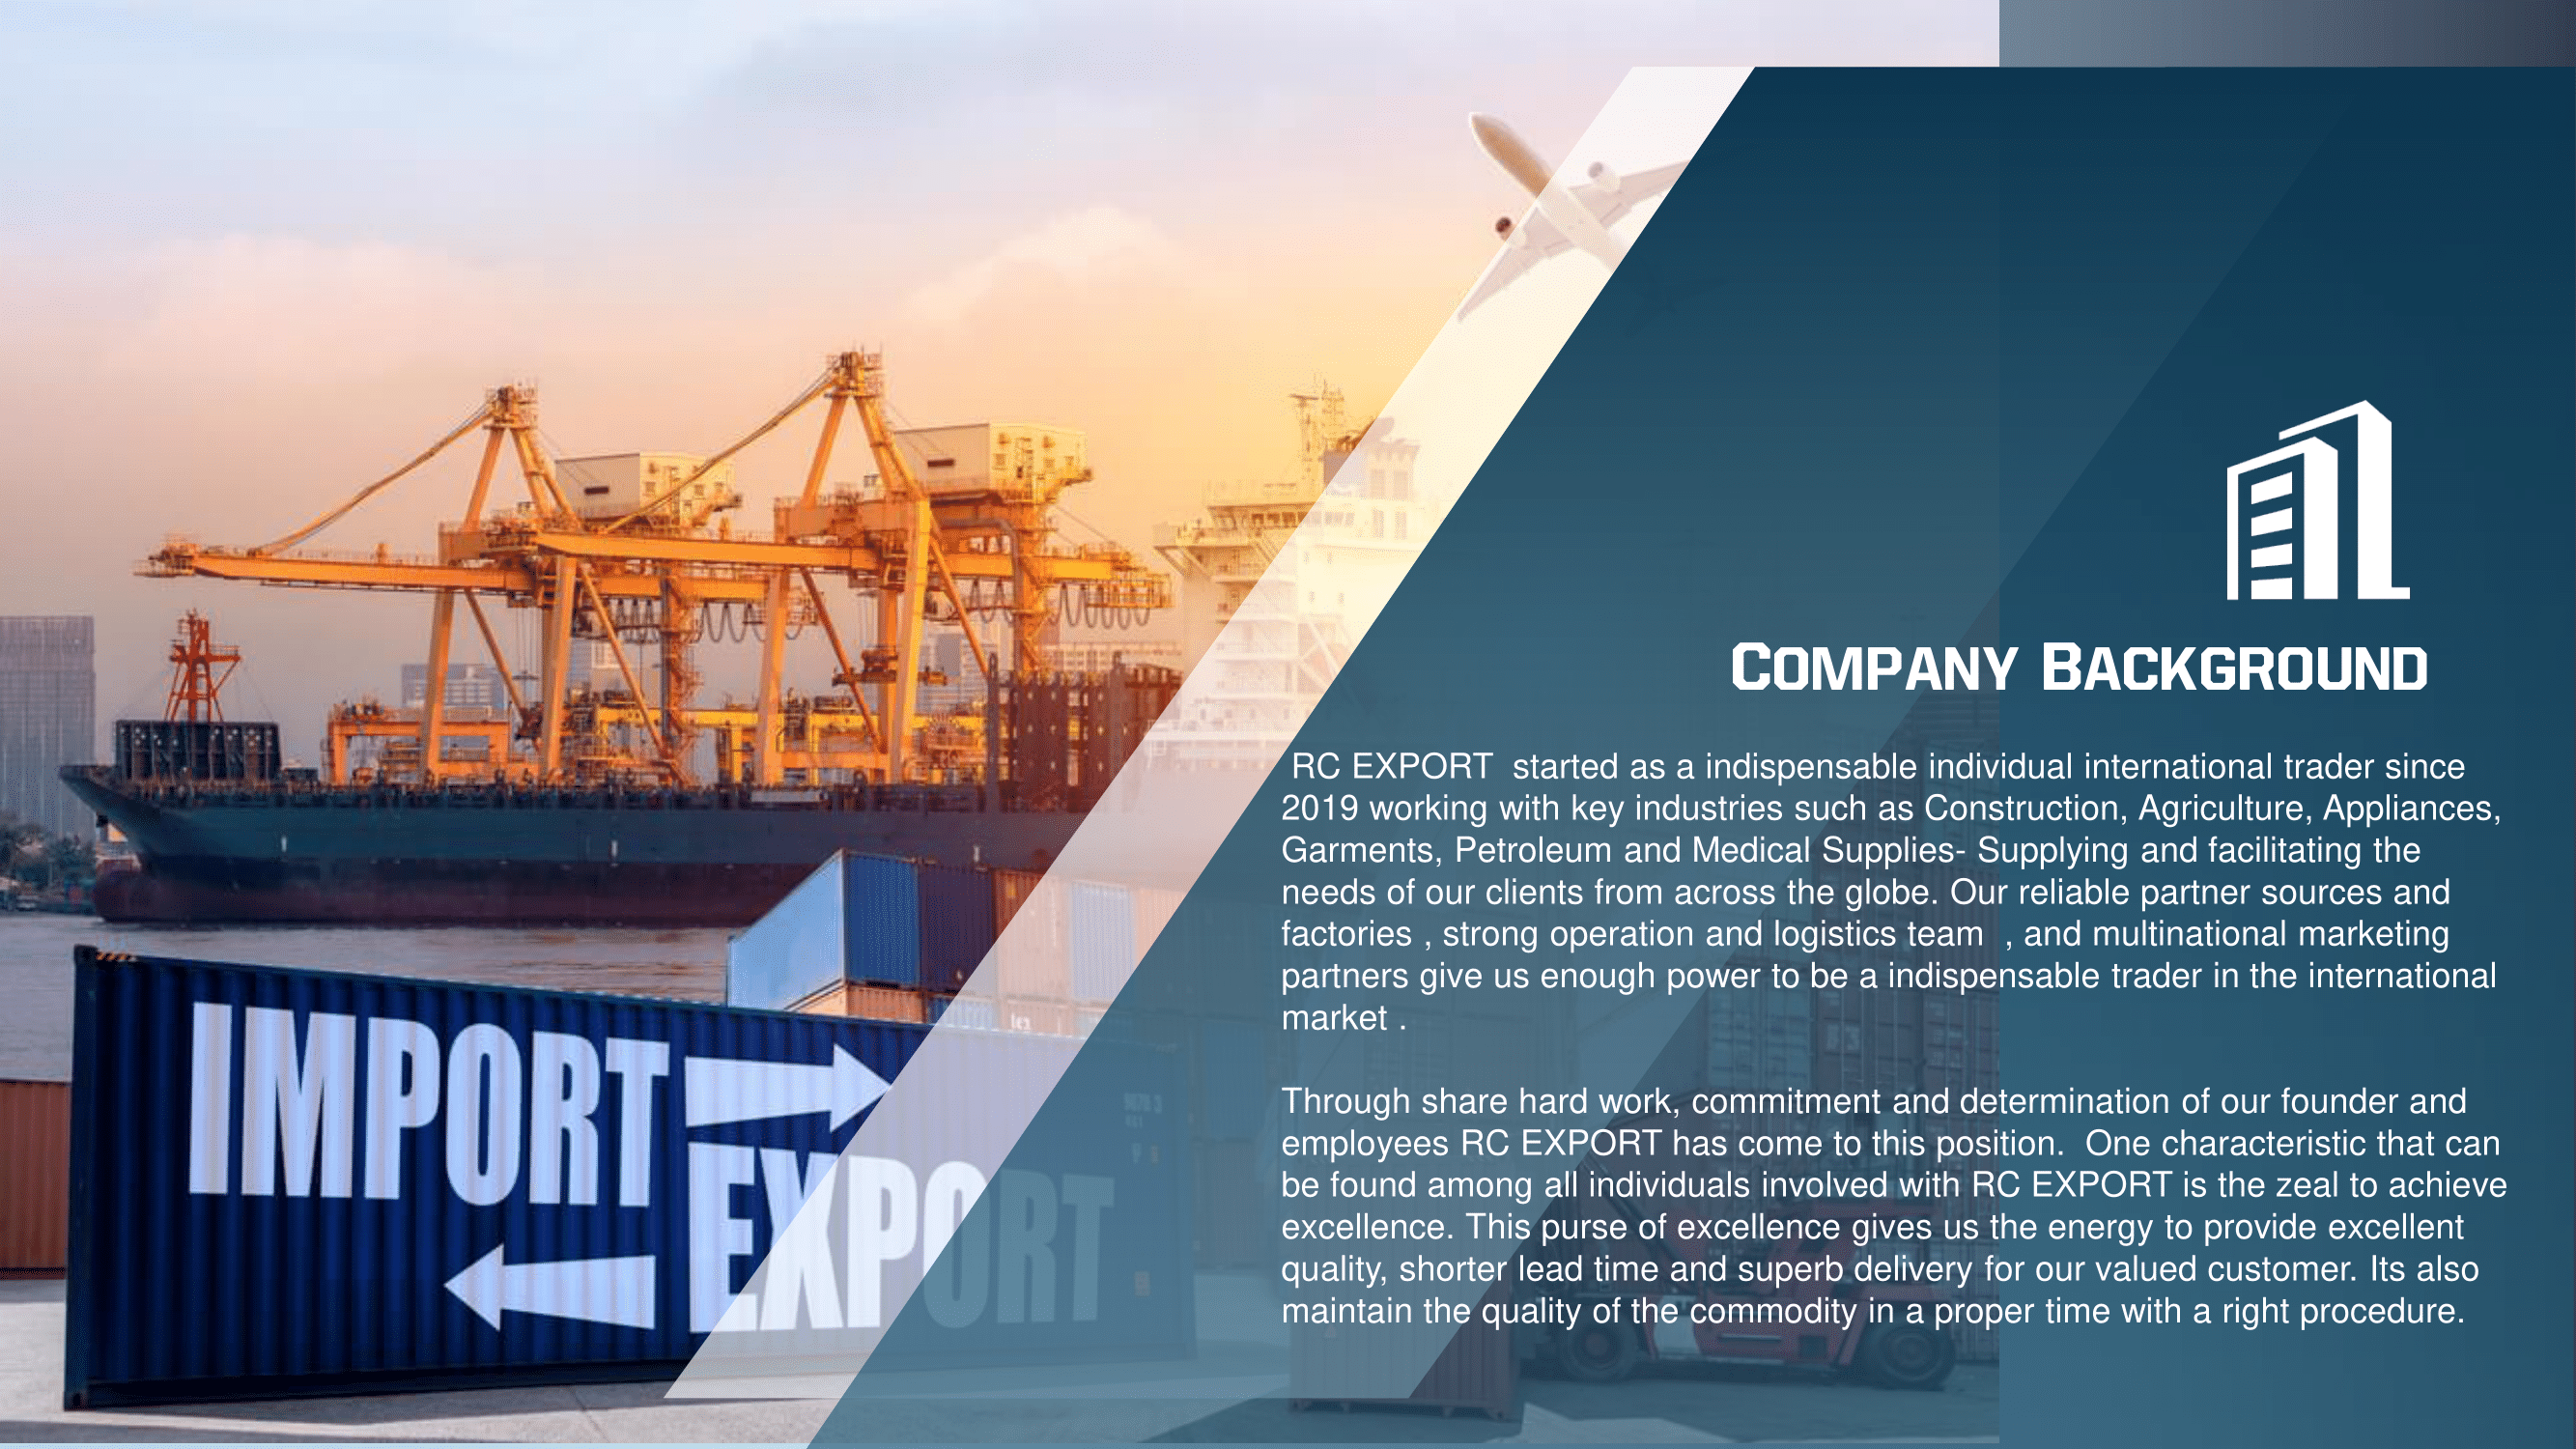 COMPANY BACKGROUND
RC EXPORT  started as a indispensable individual international trader since
2019 working with key industries such as Construction, Agriculture, Appliances,
Garments, Petroleum and Medical Supplies- Supplying and facilitating the
needs of our clients from across the globe. Our reliable partner sources and
factories , strong operation and logistics team  , and multinational marketing
partners give us enough power to be a indispensable trader in the international
market .
Through share hard work, commitment and determination of our founder and
employees RC EXPORT has come to this position.  One characteristic that can
be found among all individuals involved with RC EXPORT is the zeal to achieve
excellence. This purse of excellence gives us the energy to provide excellent
quality, shorter lead time and superb delivery for our valued customer. Its also
maintain the quality of the commodity in a proper time with a right procedure.
IMPORT
EXPORT